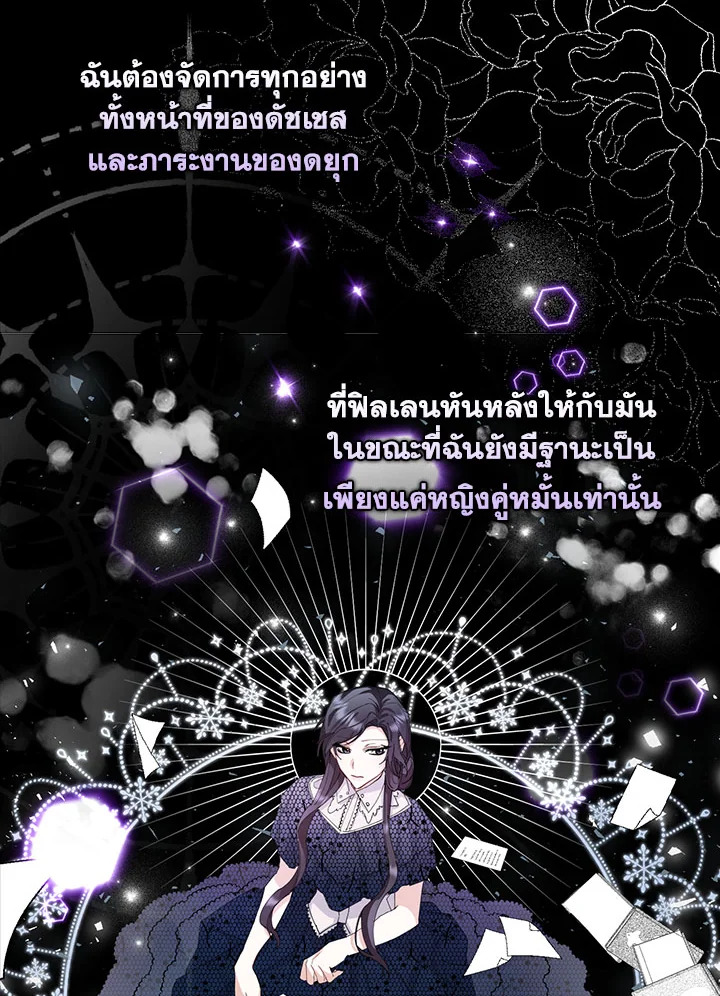 ฉันต้องจัดการทุกอย่าง
ทั้งหน้าที่ของดัชเชส
และภาระงานของดยุก
ที่ฟิลเลนหันหลังให้กับมัน
ในขณะที่ฉันยังมีฐานะเป็น
เพียงแค่หญิงคู่หมั้นเท่านั้น